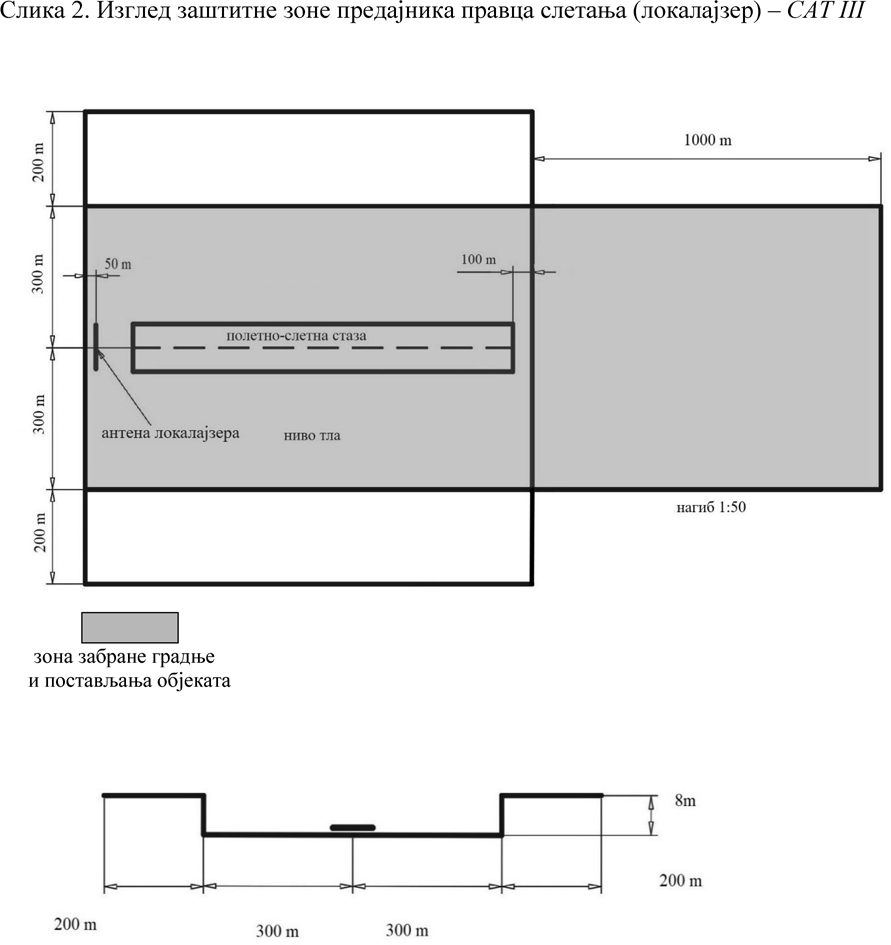 Слика 2. Изглед заштитне зоне предајника правца слетања (локалајзер) – CAT III
1000 m
200 m
50 m
100 m
300 m
полетно-слетна стаза
300 m
антена локалајзера
ниво тла
нагиб 1:50
200 m
зона забране градње
и постављања објеката
8m
200 m
200 m
300 m
300 m